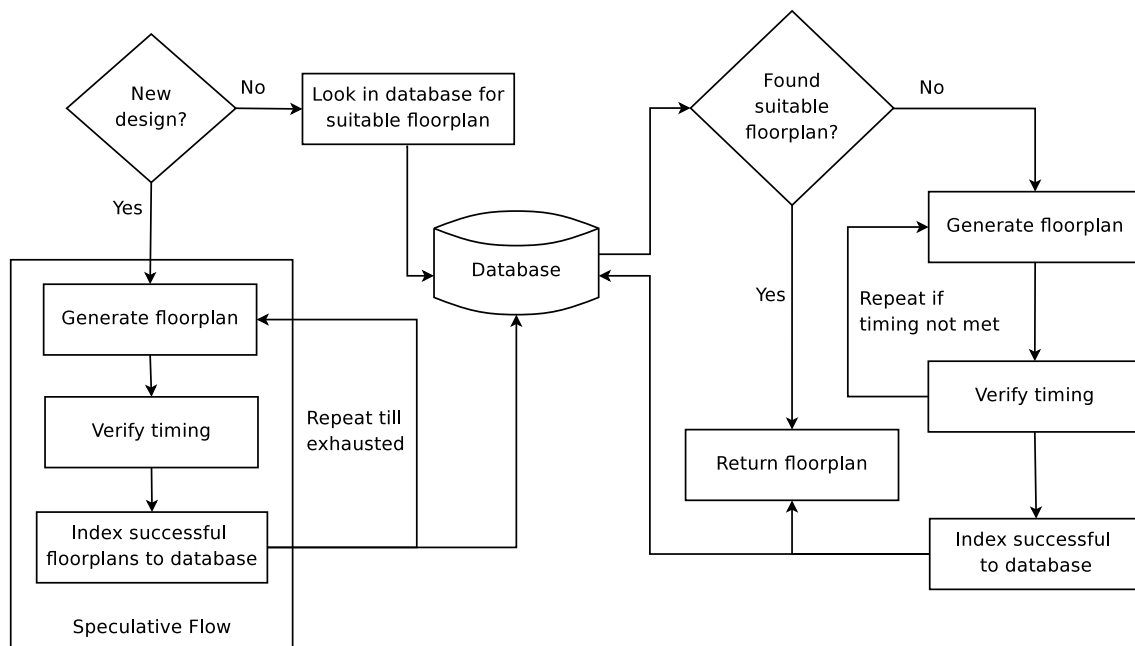 New
design?
No
Look in database for
suitable floorplan
Yes
Generate floorplan
Verify timing
Index successful
floorplans to database
Speculative Flow
Repeat till
exhausted
Database
Found
suitable
floorplan?
No
Yes
Generate floorplan
Repeat if
timing not met
Verify timing
Return floorplan
Index successful
to database